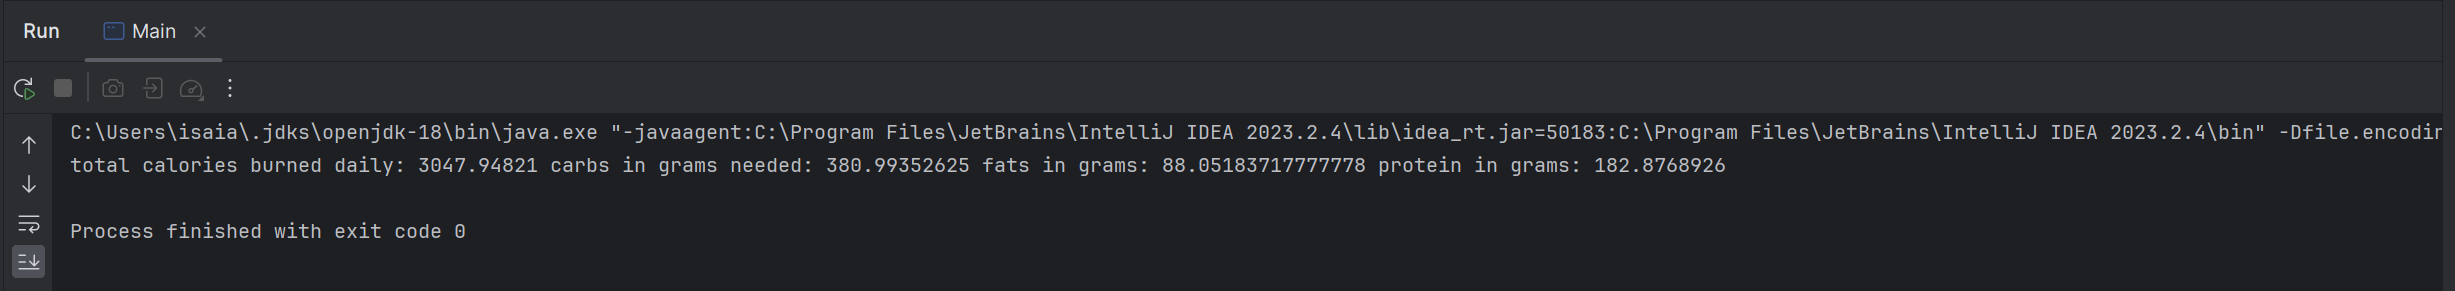 Run Main
C:\Users\isaia\.jdks\openjdk-18\bin\java.exe "-javaagent:C:\Program Files\JetBrains\IntelliJ IDEA 2023.2.4\lib\idea_rt.jar=50183:C:\Program Files\JetBrains\IntelliJ IDEA 2023.2.4\bin" -Dfile.encodin
total calories burned daily: 3047.94821 carbs in grams needed: 380.99352625 fats in grams: 88.05183717777778 protein in grams: 182.8768926
Process finished with exit code 0